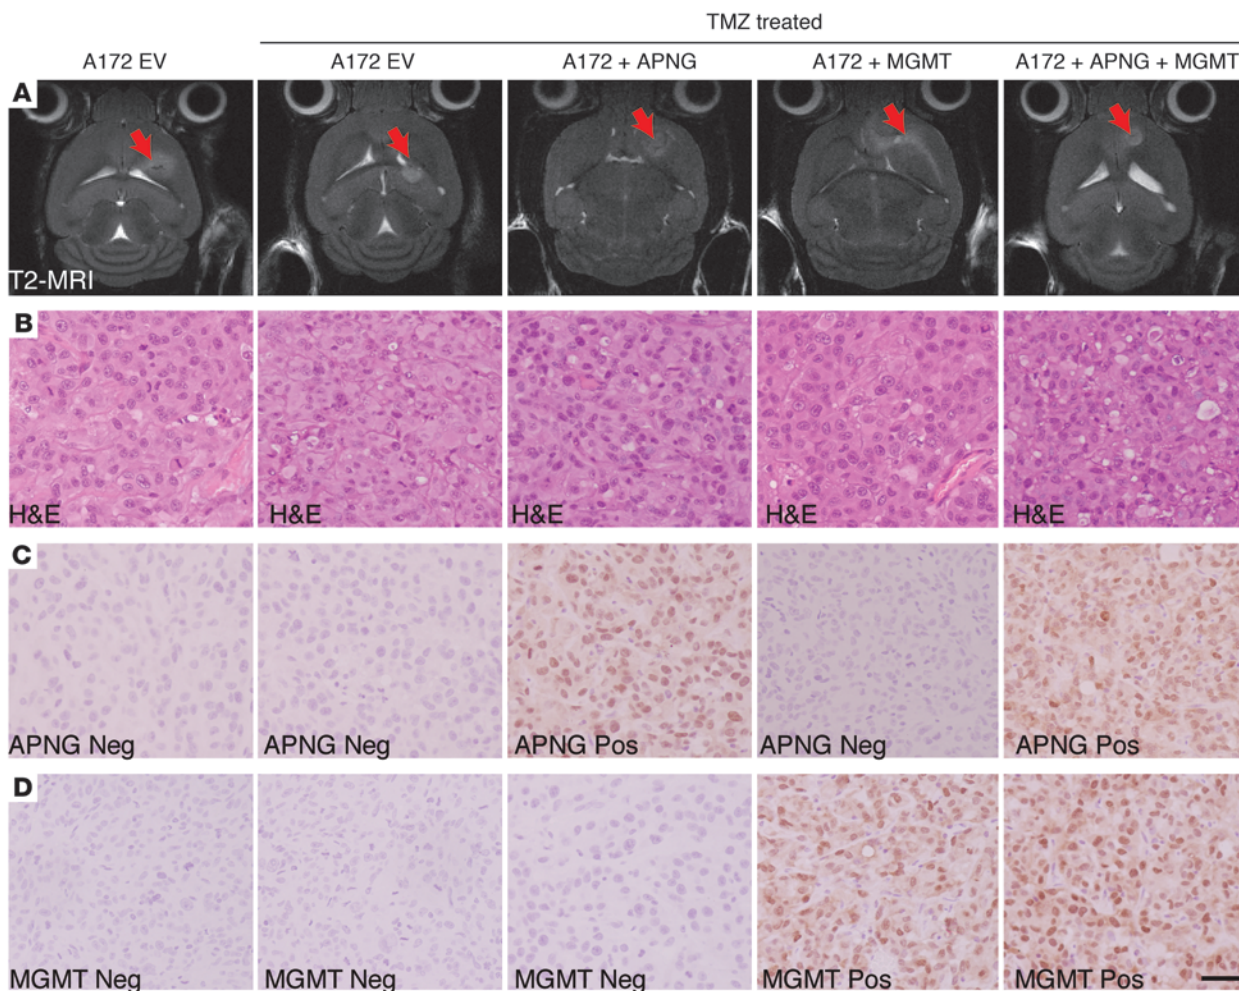 TMZ treated
A172 EV A172 EV A172 + APNG A172 + MGMT A172 + APNG + MGMT
A
T2-MRI
B
H&E H&E H&E H&E H&E
C
APNG Neg APNG Neg APNG Pos APNG Neg APNG Pos
D
MGMT Neg MGMT Neg MGMT Neg MGMT Pos MGMT Pos